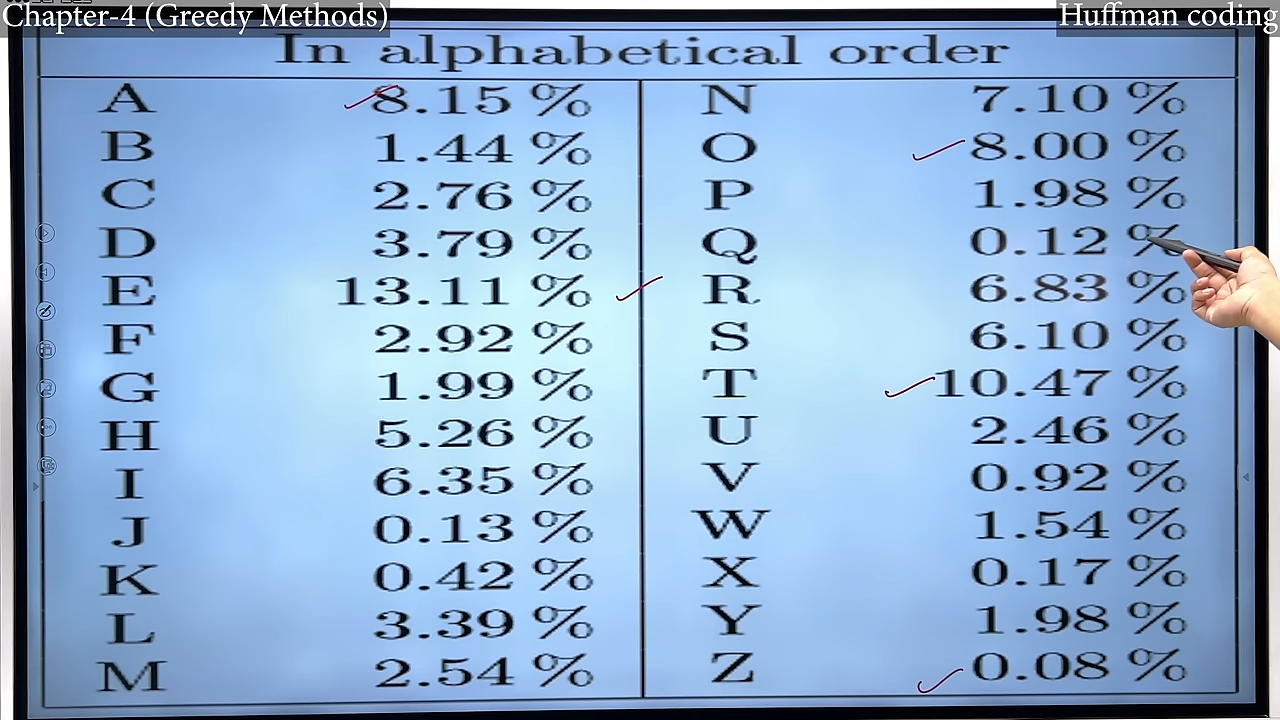 Chapter-4 (Greedy Methods) Huffman coding
In alphabetical order
A 8.15 % N 7.10 %
B 1.44 % O 8.00 %
C 2.76 % P 1.98 %
D 3.79 % Q 0.12 %
E 13.11 % R 6.83 %
F 2.92 % S 6.10 %
G 1.99 % T 10.47 %
H 5.26 % U 2.46 %
I 6.35 % V 0.92 %
J 0.13 % W 1.54 %
K 0.42 % X 0.17 %
L 3.39 % Y 1.98 %
M 2.54 % Z 0.08 %